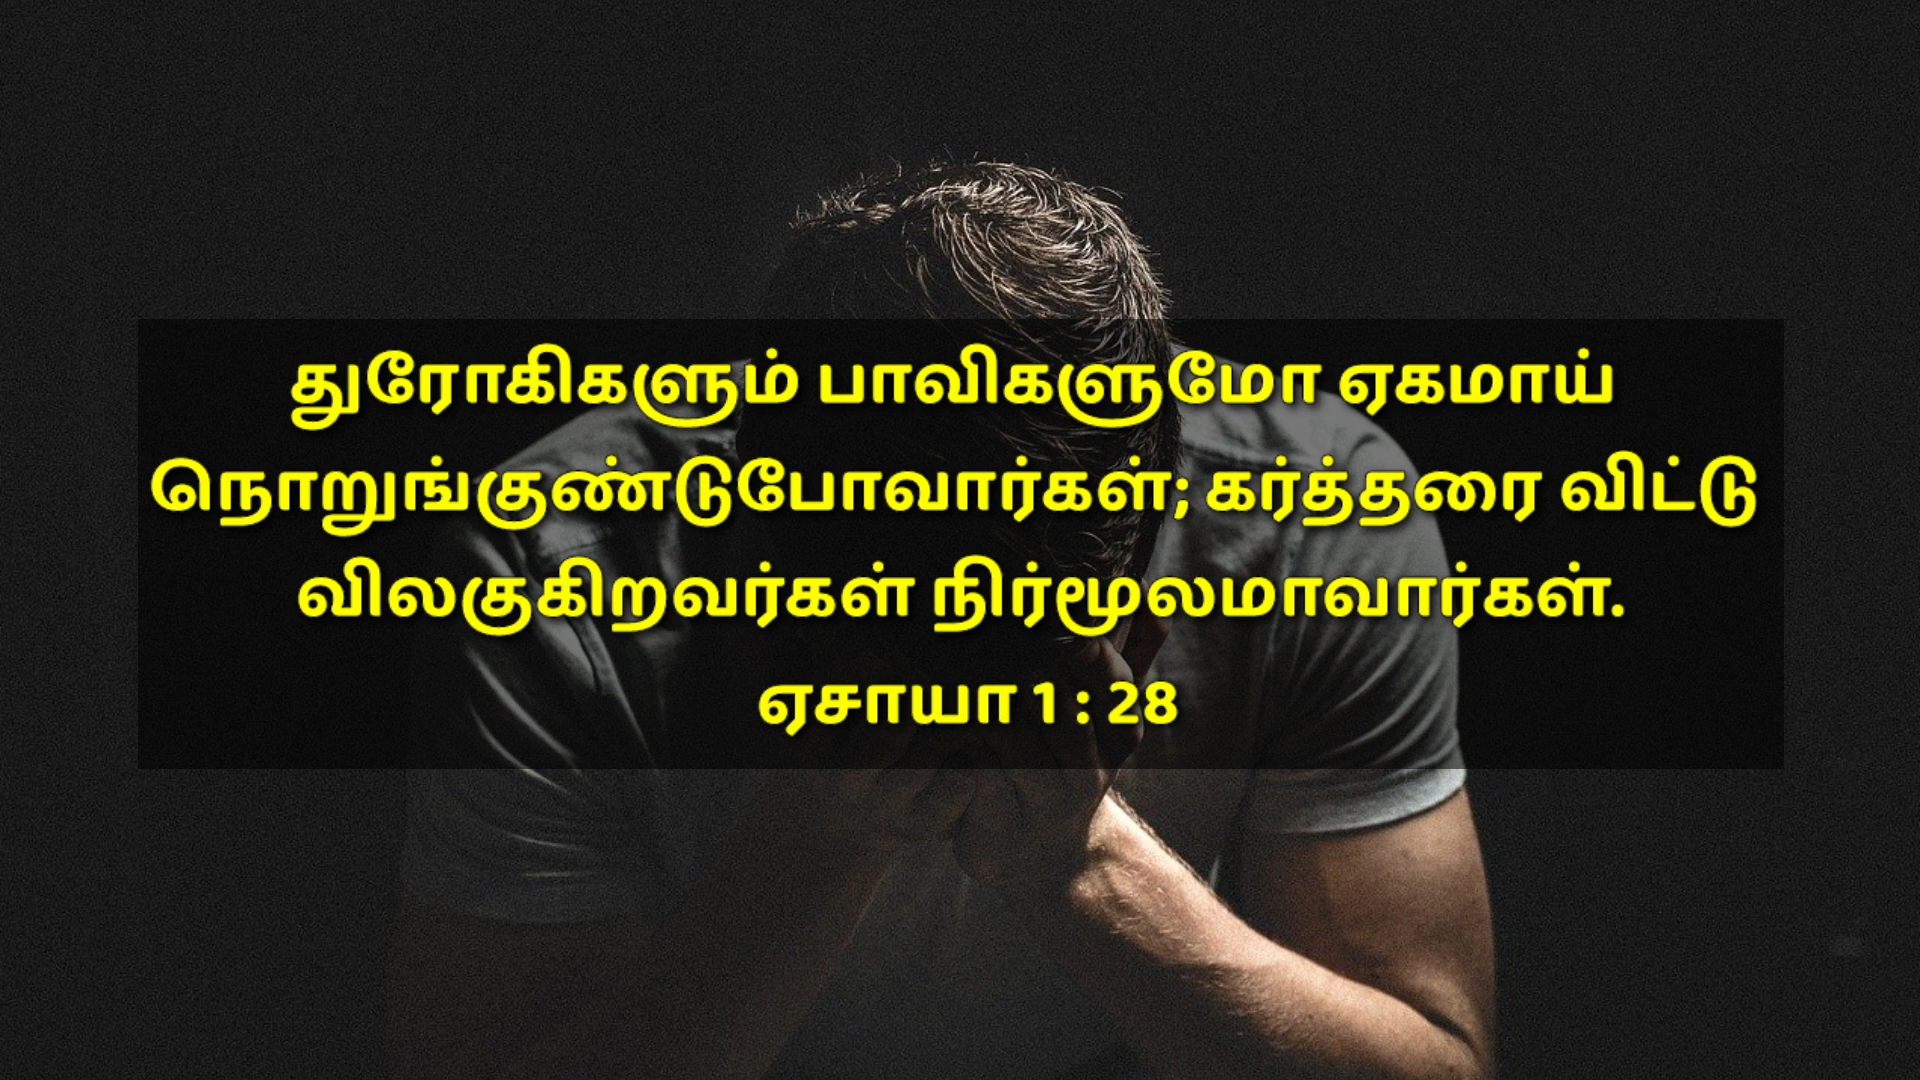 துரோகிகளும் பாவிகளுமோ ஏகமாய்
நொறுங்குண்டுபோவார்கள்; கர்த்தரை விட்டு
விலகுகிறவர்கள் நிர்மூலமாவார்கள்.
ஏசாயா 1 : 28